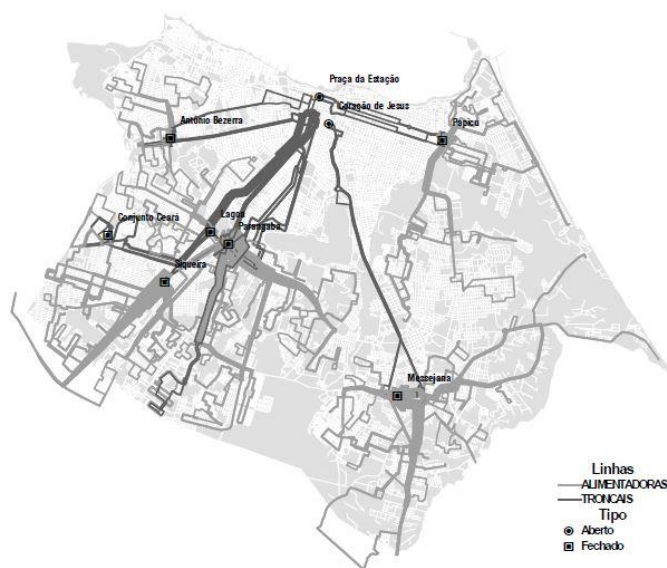 Praça da Estação
Coração de Jesus
Antônio Bezerra
Papicu
Conjunto Ceará
Lagoa
Parangaba
Siqueira
Messejana
Linhas
ALIMENTADORAS
TRONCAIS
Tipo
Aberto
Fechado